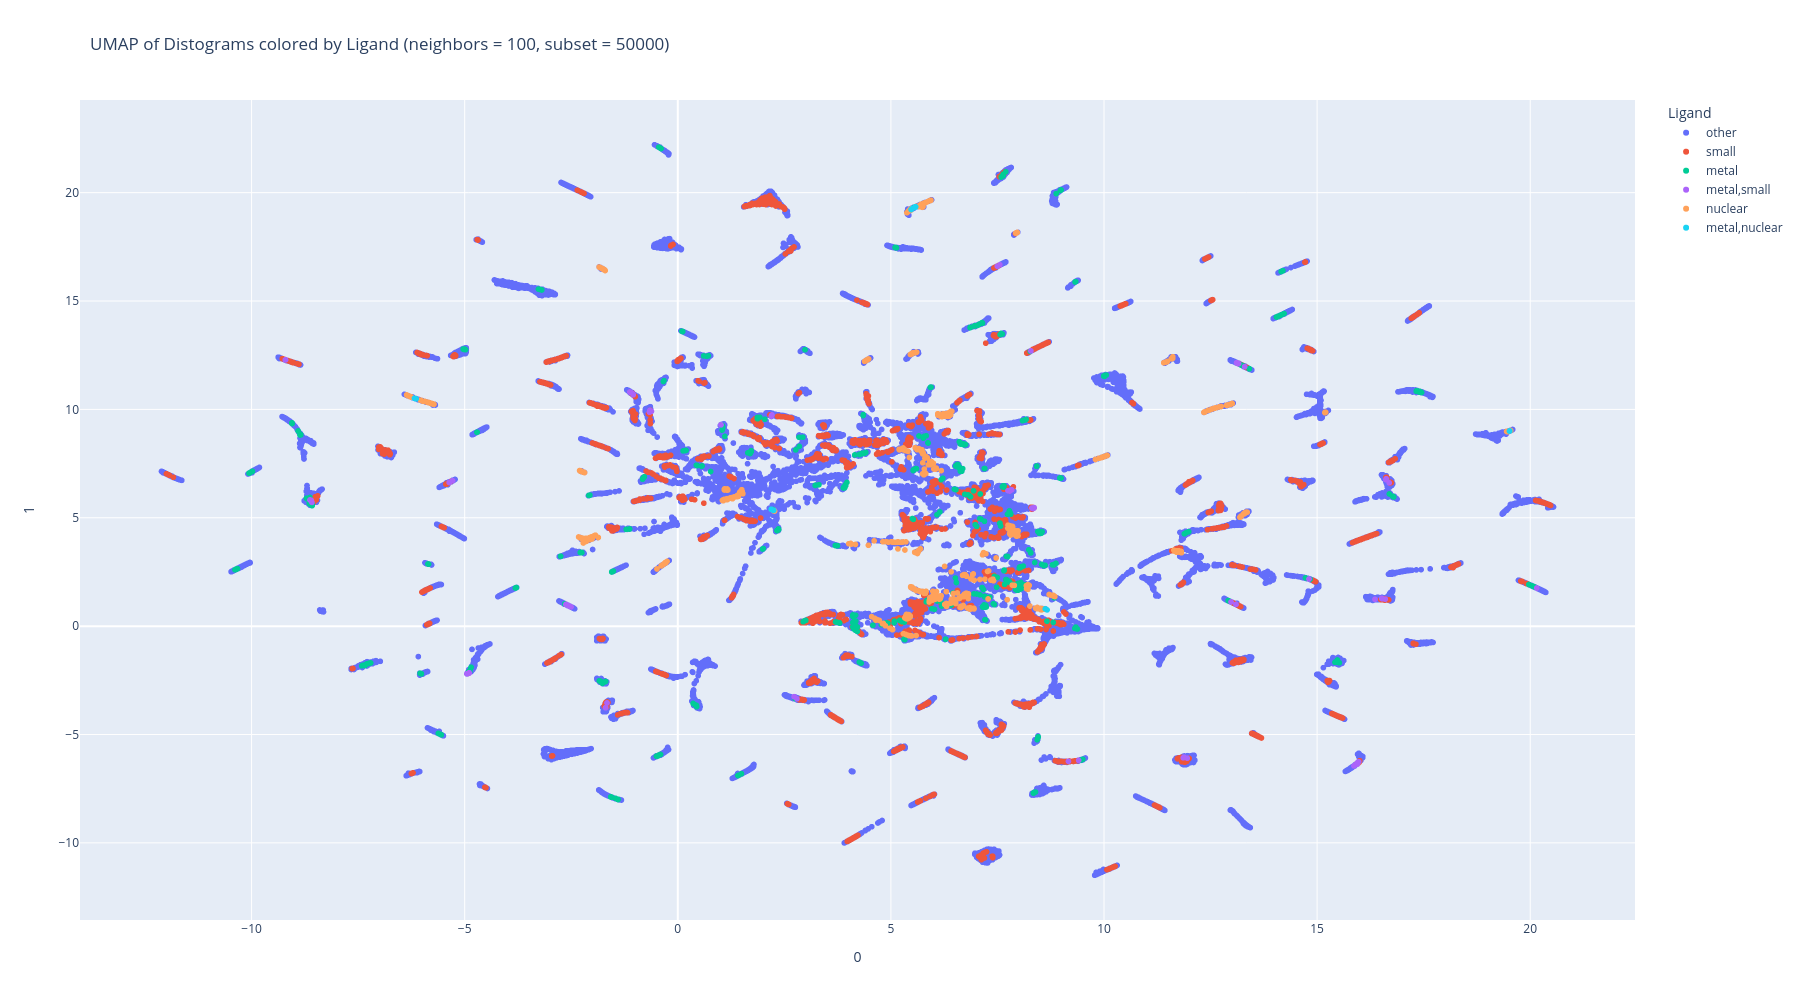 UMAP of Distograms colored by Ligand (neighbors = 100, subset = 50000)
Ligand
other
small
metal
metal,small
nuclear
metal,nuclear
20
15
10
5
0
−5
−10
1
−10
−5
0
5
10
15
20
0